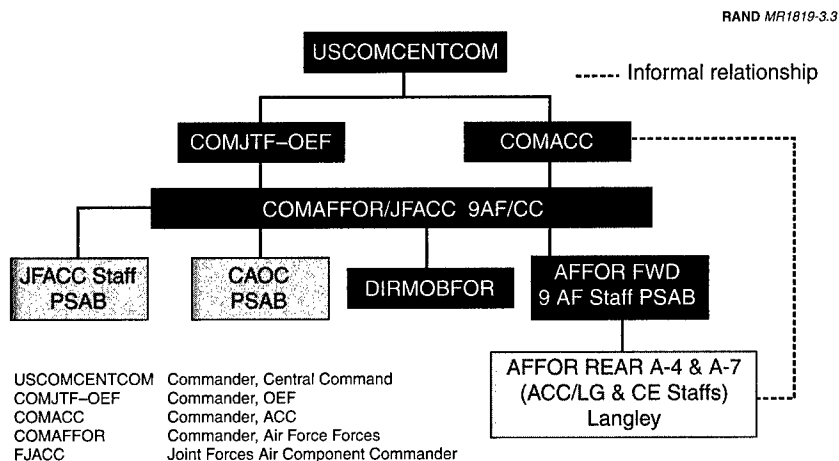 RAND MR1819-3.3
USCOMCENTCOM
Informal relationship
COMJTF–OEF
COMACC
COMAFFOR/JFACC 9AF/CC
JFACC Staff
PSAB
CAOC
PSAB
DIRMOBFOR
AFFOR FWD
9 AF Staff PSAB
AFFOR REAR A-4 & A-7
(ACC/LG & CE Staffs)
Langley
USCOMCENTCOM Commander, Central Command
COMJTF–OEF Commander, OEF
COMACC Commander, ACC
COMAFFOR Commander, Air Force Forces
FJACC Joint Forces Air Component Commander